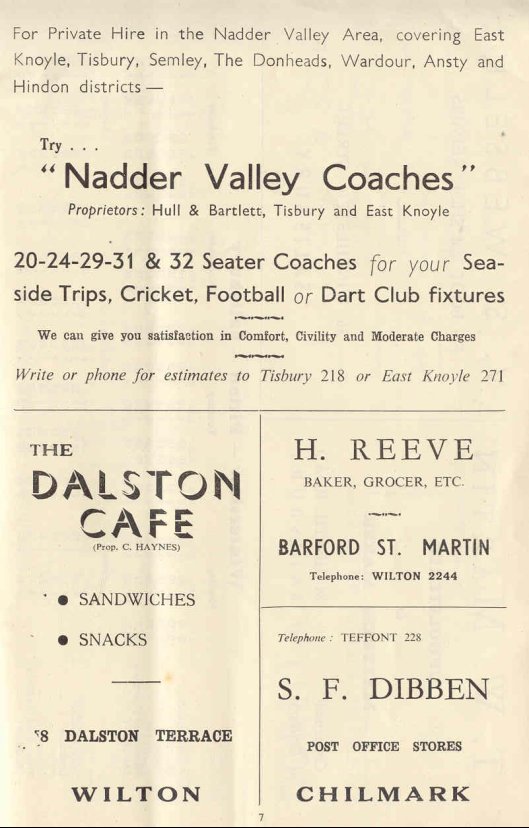 For Private Hire in the Nadder Valley Area, covering East
Knoyle, Tisbury, Semley, The Donheads, Wardour, Ansty and
Hindon districts —
Try . . .
"Nadder Valley Coaches"
Proprietors: Hull & Bartlett, Tisbury and East Knoyle
20-24-29-31 & 32 Seater Coaches for your Sea-
side Trips, Cricket, Football or Dart Club fixtures
We can give you satisfaction in Comfort, Civility and Moderate Charges
Write or phone for estimates to Tisbury 218 or East Knoyle 271
THE
DALSTON
CAFE
(Prop. C. HAYNES)
● SANDWICHES
● SNACKS
8 DALSTON TERRACE
WILTON
H. REEVE
BAKER, GROCER, ETC.
BARFORD ST. MARTIN
Telephone: WILTON 2244
Telephone: TEFFONT 228
S. F. DIBBEN
POST OFFICE STORES
CHILMARK
7